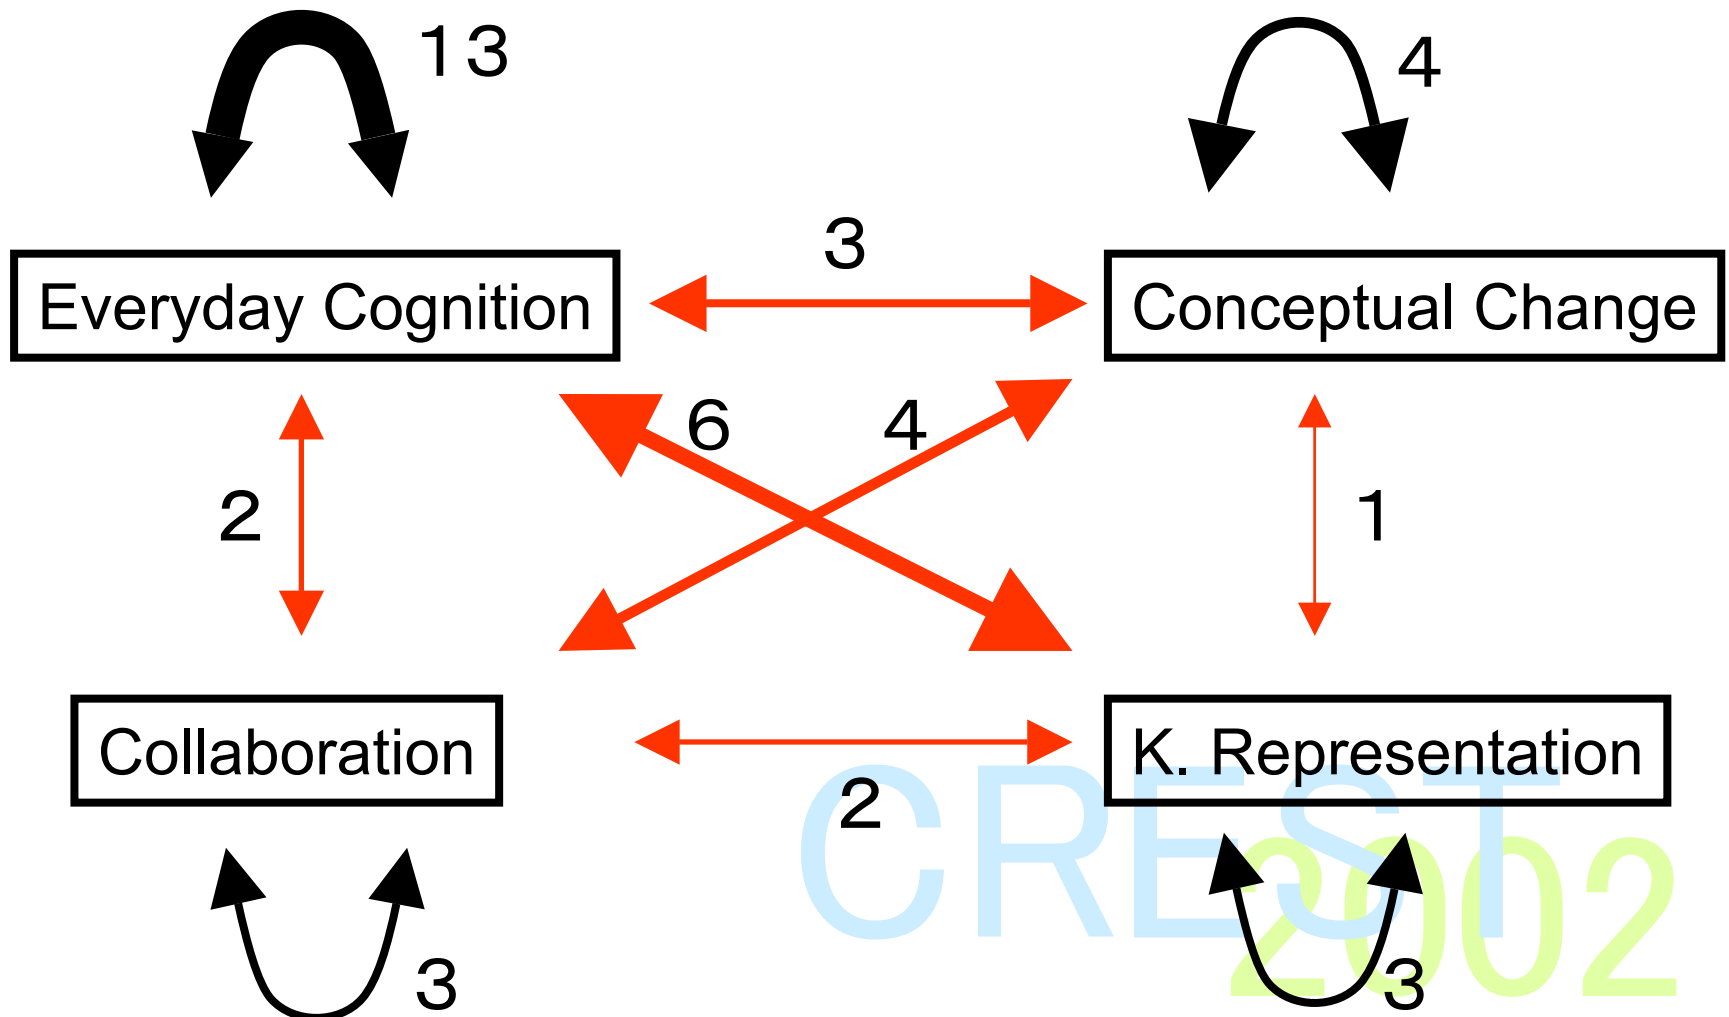 13
4
3
Everyday Cognition
Conceptual Change
6
4
2
1
Collaboration
K. Representation
2
CREST
2002
3
3